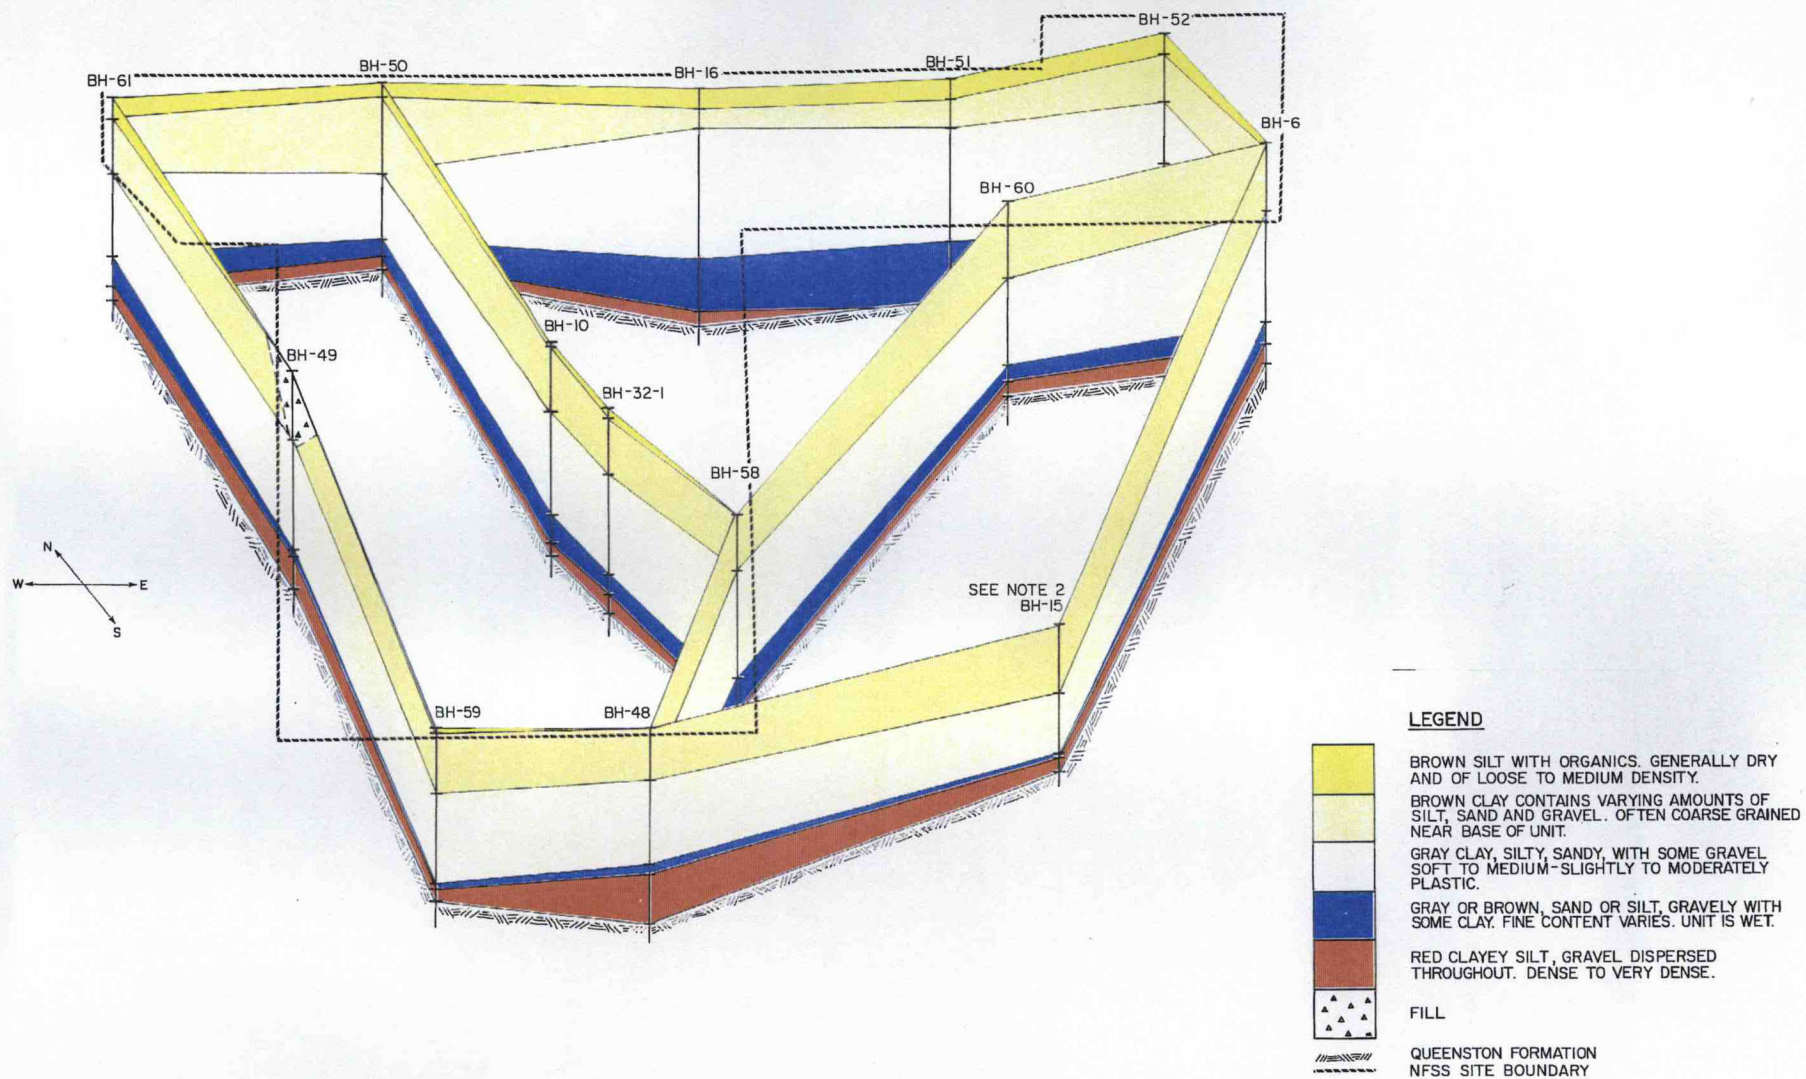 BH-52
BH-51
BH-50
BH-16
BH-61
BH-6
BH-60
BH-10
BH-49
BH-32-1
BH-58
N
W
E
S
SEE NOTE 2
BH-15
BH-59
BH-48
LEGEND
BROWN SILT WITH ORGANICS. GENERALLY DRY
AND OF LOOSE TO MEDIUM DENSITY.
BROWN CLAY CONTAINS VARYING AMOUNTS OF
SILT, SAND AND GRAVEL. OFTEN COARSE GRAINED
NEAR BASE OF UNIT.
GRAY CLAY, SILTY, SANDY, WITH SOME GRAVEL
SOFT TO MEDIUM-SLIGHTLY TO MODERATELY
PLASTIC.
GRAY OR BROWN, SAND OR SILT, GRAVELY WITH
SOME CLAY. FINE CONTENT VARIES. UNIT IS WET.
RED CLAYEY SILT, GRAVEL DISPERSED
THROUGHOUT. DENSE TO VERY DENSE.
FILL
QUEENSTON FORMATION
NFSS SITE BOUNDARY